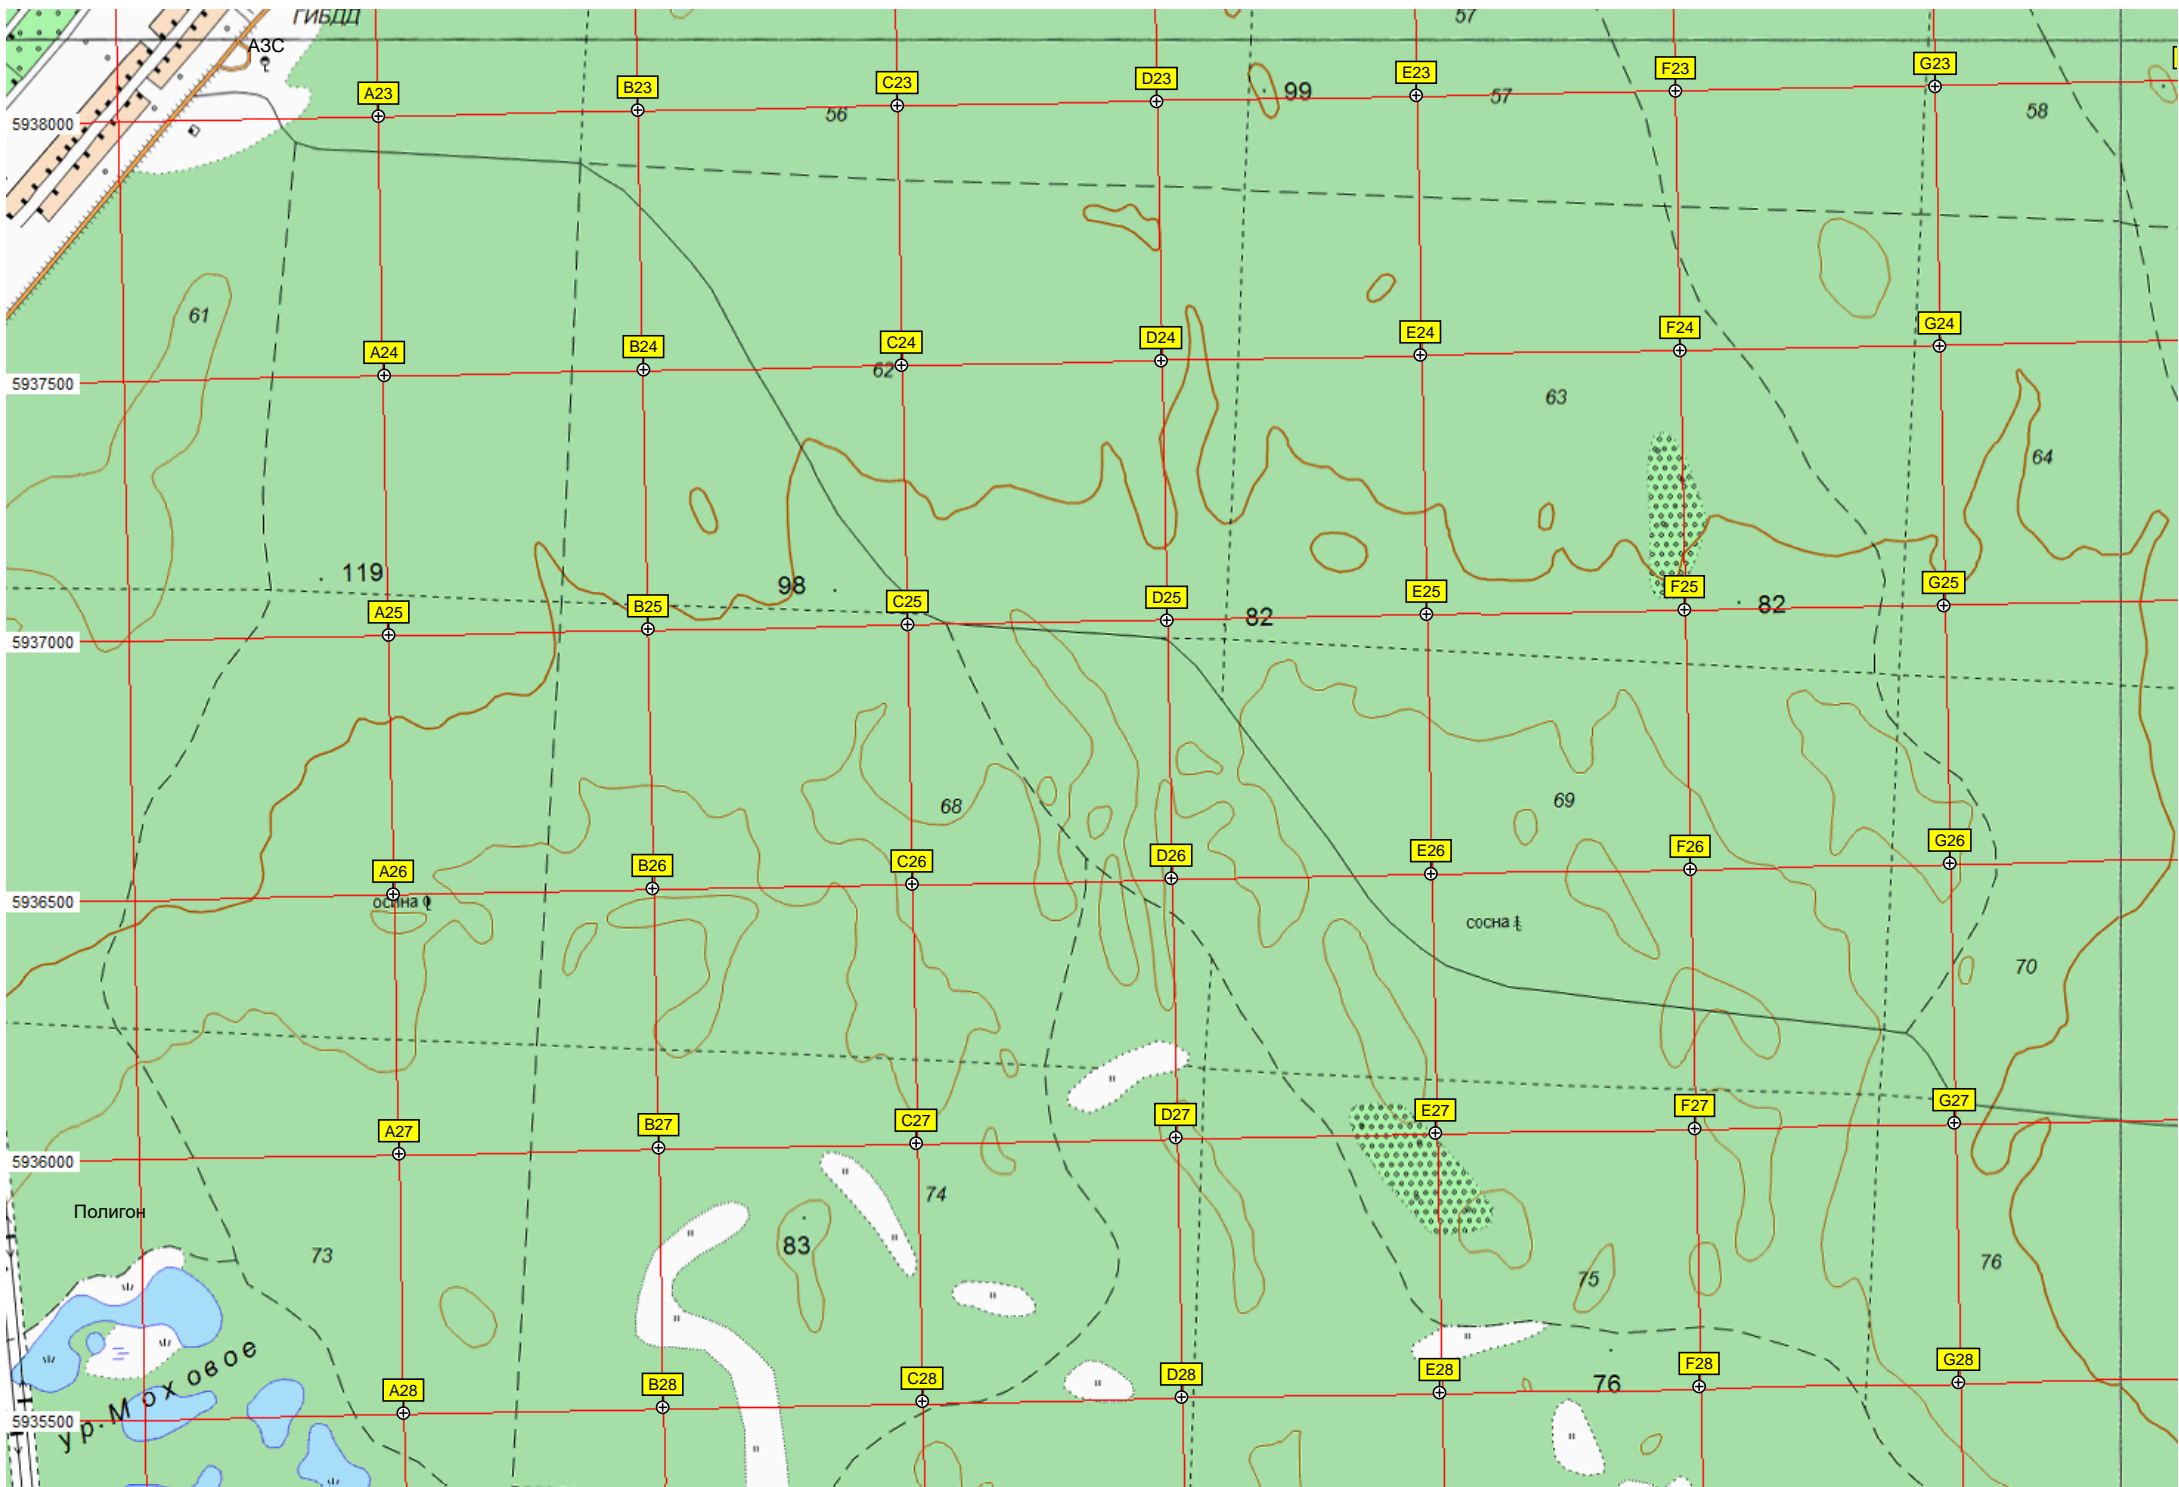 ГИБДД
57
АЗС
A23
B23
C23
D23
E23
F23
G23
99
57
56
58
5938000
61
A24
B24
C24
D24
E24
F24
G24
62
5937500
63
64
119
98
A25
B25
C25
D25
E25
F25
G25
82
82
5937000
68
69
A26
B26
C26
D26
E26
F26
G26
осина
5936500
сосна
70
A27
B27
C27
D27
E27
F27
G27
5936000
74
Полигон
73
83
75
76
ур. Моховое
A28
B28
C28
D28
E28
F28
G28
76
5935500